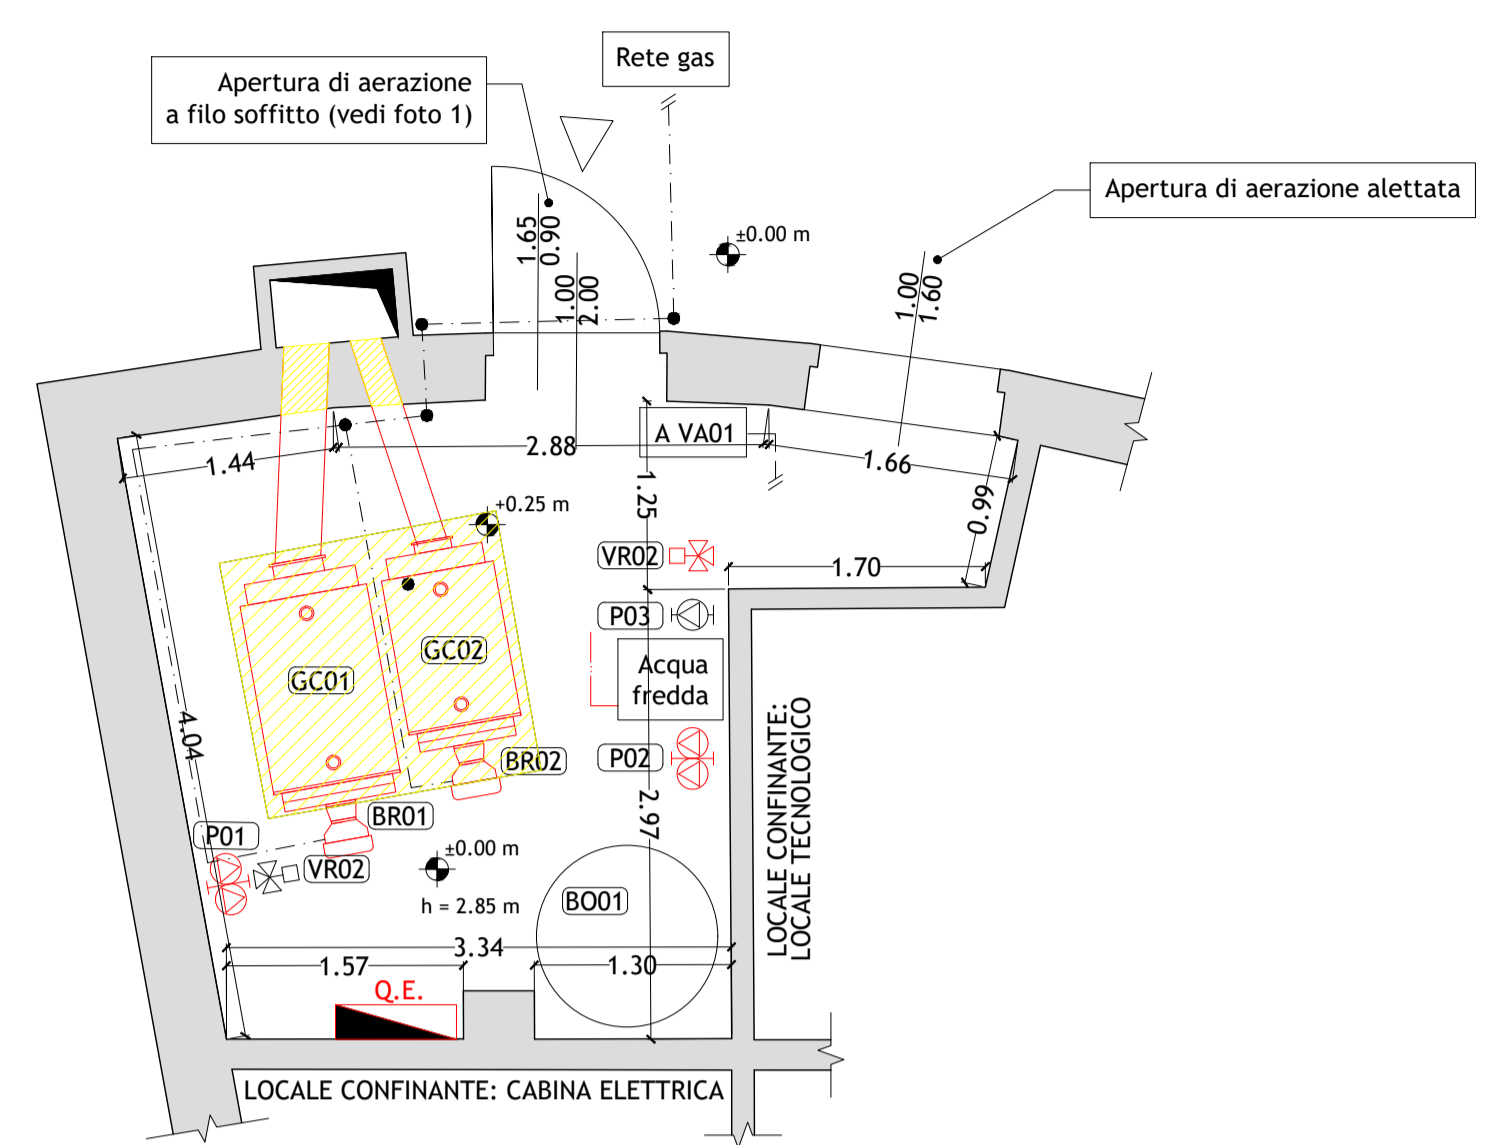 Rete gas
Apertura di aerazione
a filo soffitto (vedi foto 1)
Apertura di aerazione alettata
1.65
0.90
1.00
2.00
±0.00 m
1.00
1.60
A VA01
2.88
1.44
1.66
0.99
1.25
+0.25 m
VR02
1.70
P03
GC02
GC01
Acqua
fredda
4.04
BR02
P02
2.97
BR01
P01
VR02
±0.00 m
h = 2.85 m
BO01
LOCALE CONFINANTE:
LOCALE TECNOLOGICO
3.34
1.57
1.30
Q.E.
LOCALE CONFINANTE: CABINA ELETTRICA